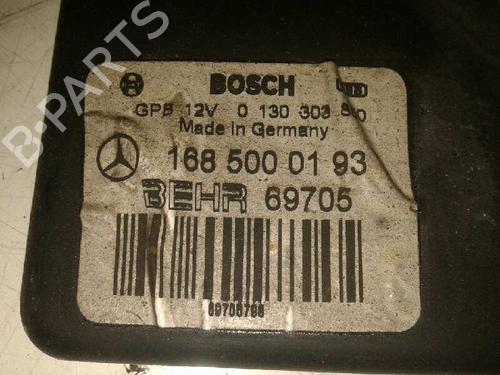 BOSCH
GPB 12V 0 130 303
Made in Germany
168 500 01 93
BEHR 69705
B-PARTS